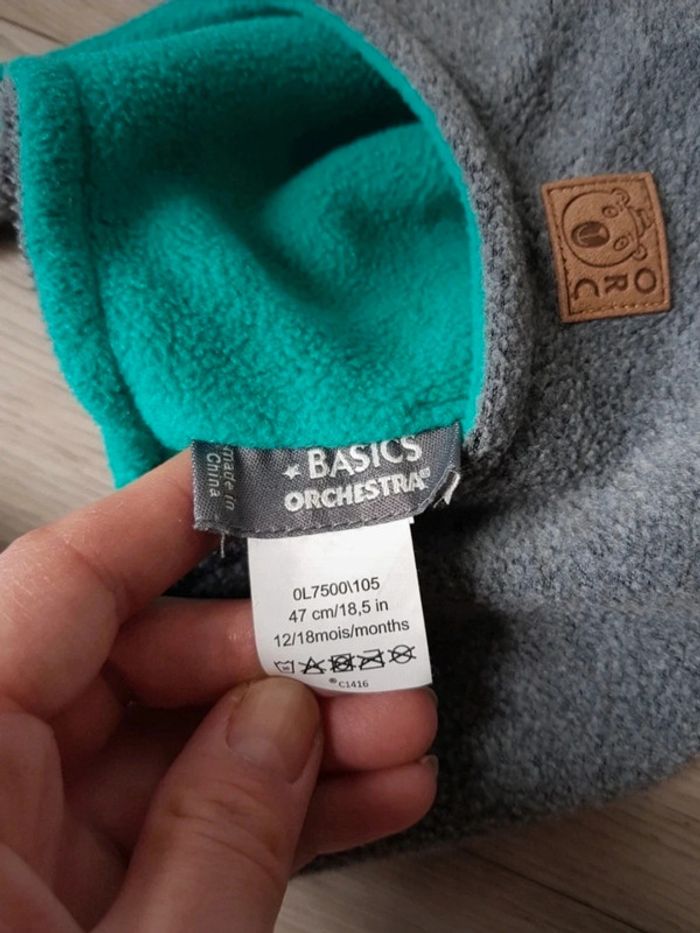 ORC
made in
China
★ BASICS
ORCHESTRA
0L7500\105
47 cm/18,5 in
12/18mois/months
C1416